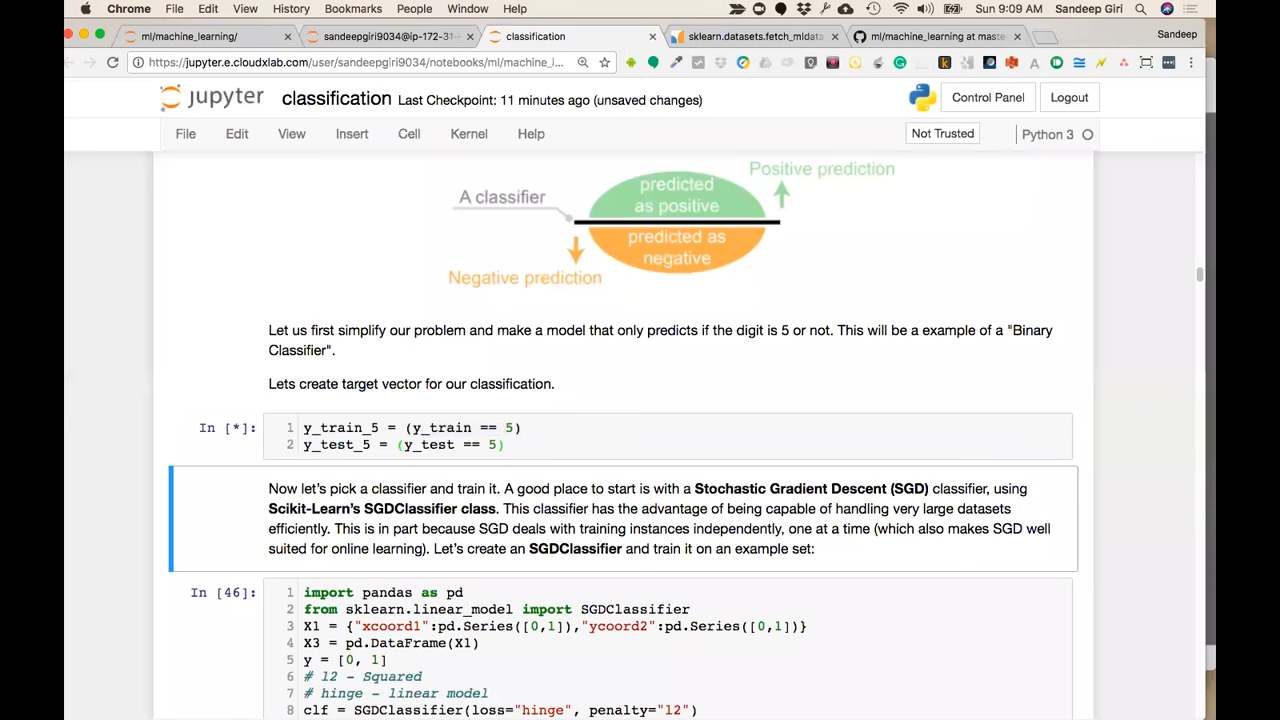 Chrome File Edit View History Bookmarks People Window Help Sun 9:09 AM Sandeep Giri
ml/machine_learning/ sandeepgiri9034@ip-172-31- classification sklearn.datasets.fetch_mldata ml/machine_learning at maste Sandeep
https://jupyter.e.cloudxlab.com/user/sandeepgiri9034/notebooks/ml/machine_l...
jupyter classification Last Checkpoint: 11 minutes ago (unsaved changes) Control Panel Logout
File Edit View Insert Cell Kernel Help Not Trusted Python 3
Positive prediction
A classifier
predicted
as positive
predicted as
negative
Negative prediction
Let us first simplify our problem and make a model that only predicts if the digit is 5 or not. This will be a example of a "Binary
Classifier".
Lets create target vector for our classification.
In [*]: 1 y_train_5 = (y_train == 5)
2 y_test_5 = (y_test == 5)
Now let's pick a classifier and train it. A good place to start is with a Stochastic Gradient Descent (SGD) classifier, using
Scikit-Learn's SGDClassifier class. This classifier has the advantage of being capable of handling very large datasets
efficiently. This is in part because SGD deals with training instances independently, one at a time (which also makes SGD well
suited for online learning). Let's create an SGDClassifier and train it on an example set:
In [46]: 1 import pandas as pd
2 from sklearn.linear_model import SGDClassifier
3 X1 = {"xcoord1":pd.Series([0,1]),"ycoord2":pd.Series([0,1])}
4 X3 = pd.DataFrame(X1)
5 y = [0, 1]
6 # l2 - Squared
7 # hinge - linear model
8 clf = SGDClassifier(loss="hinge", penalty="l2")